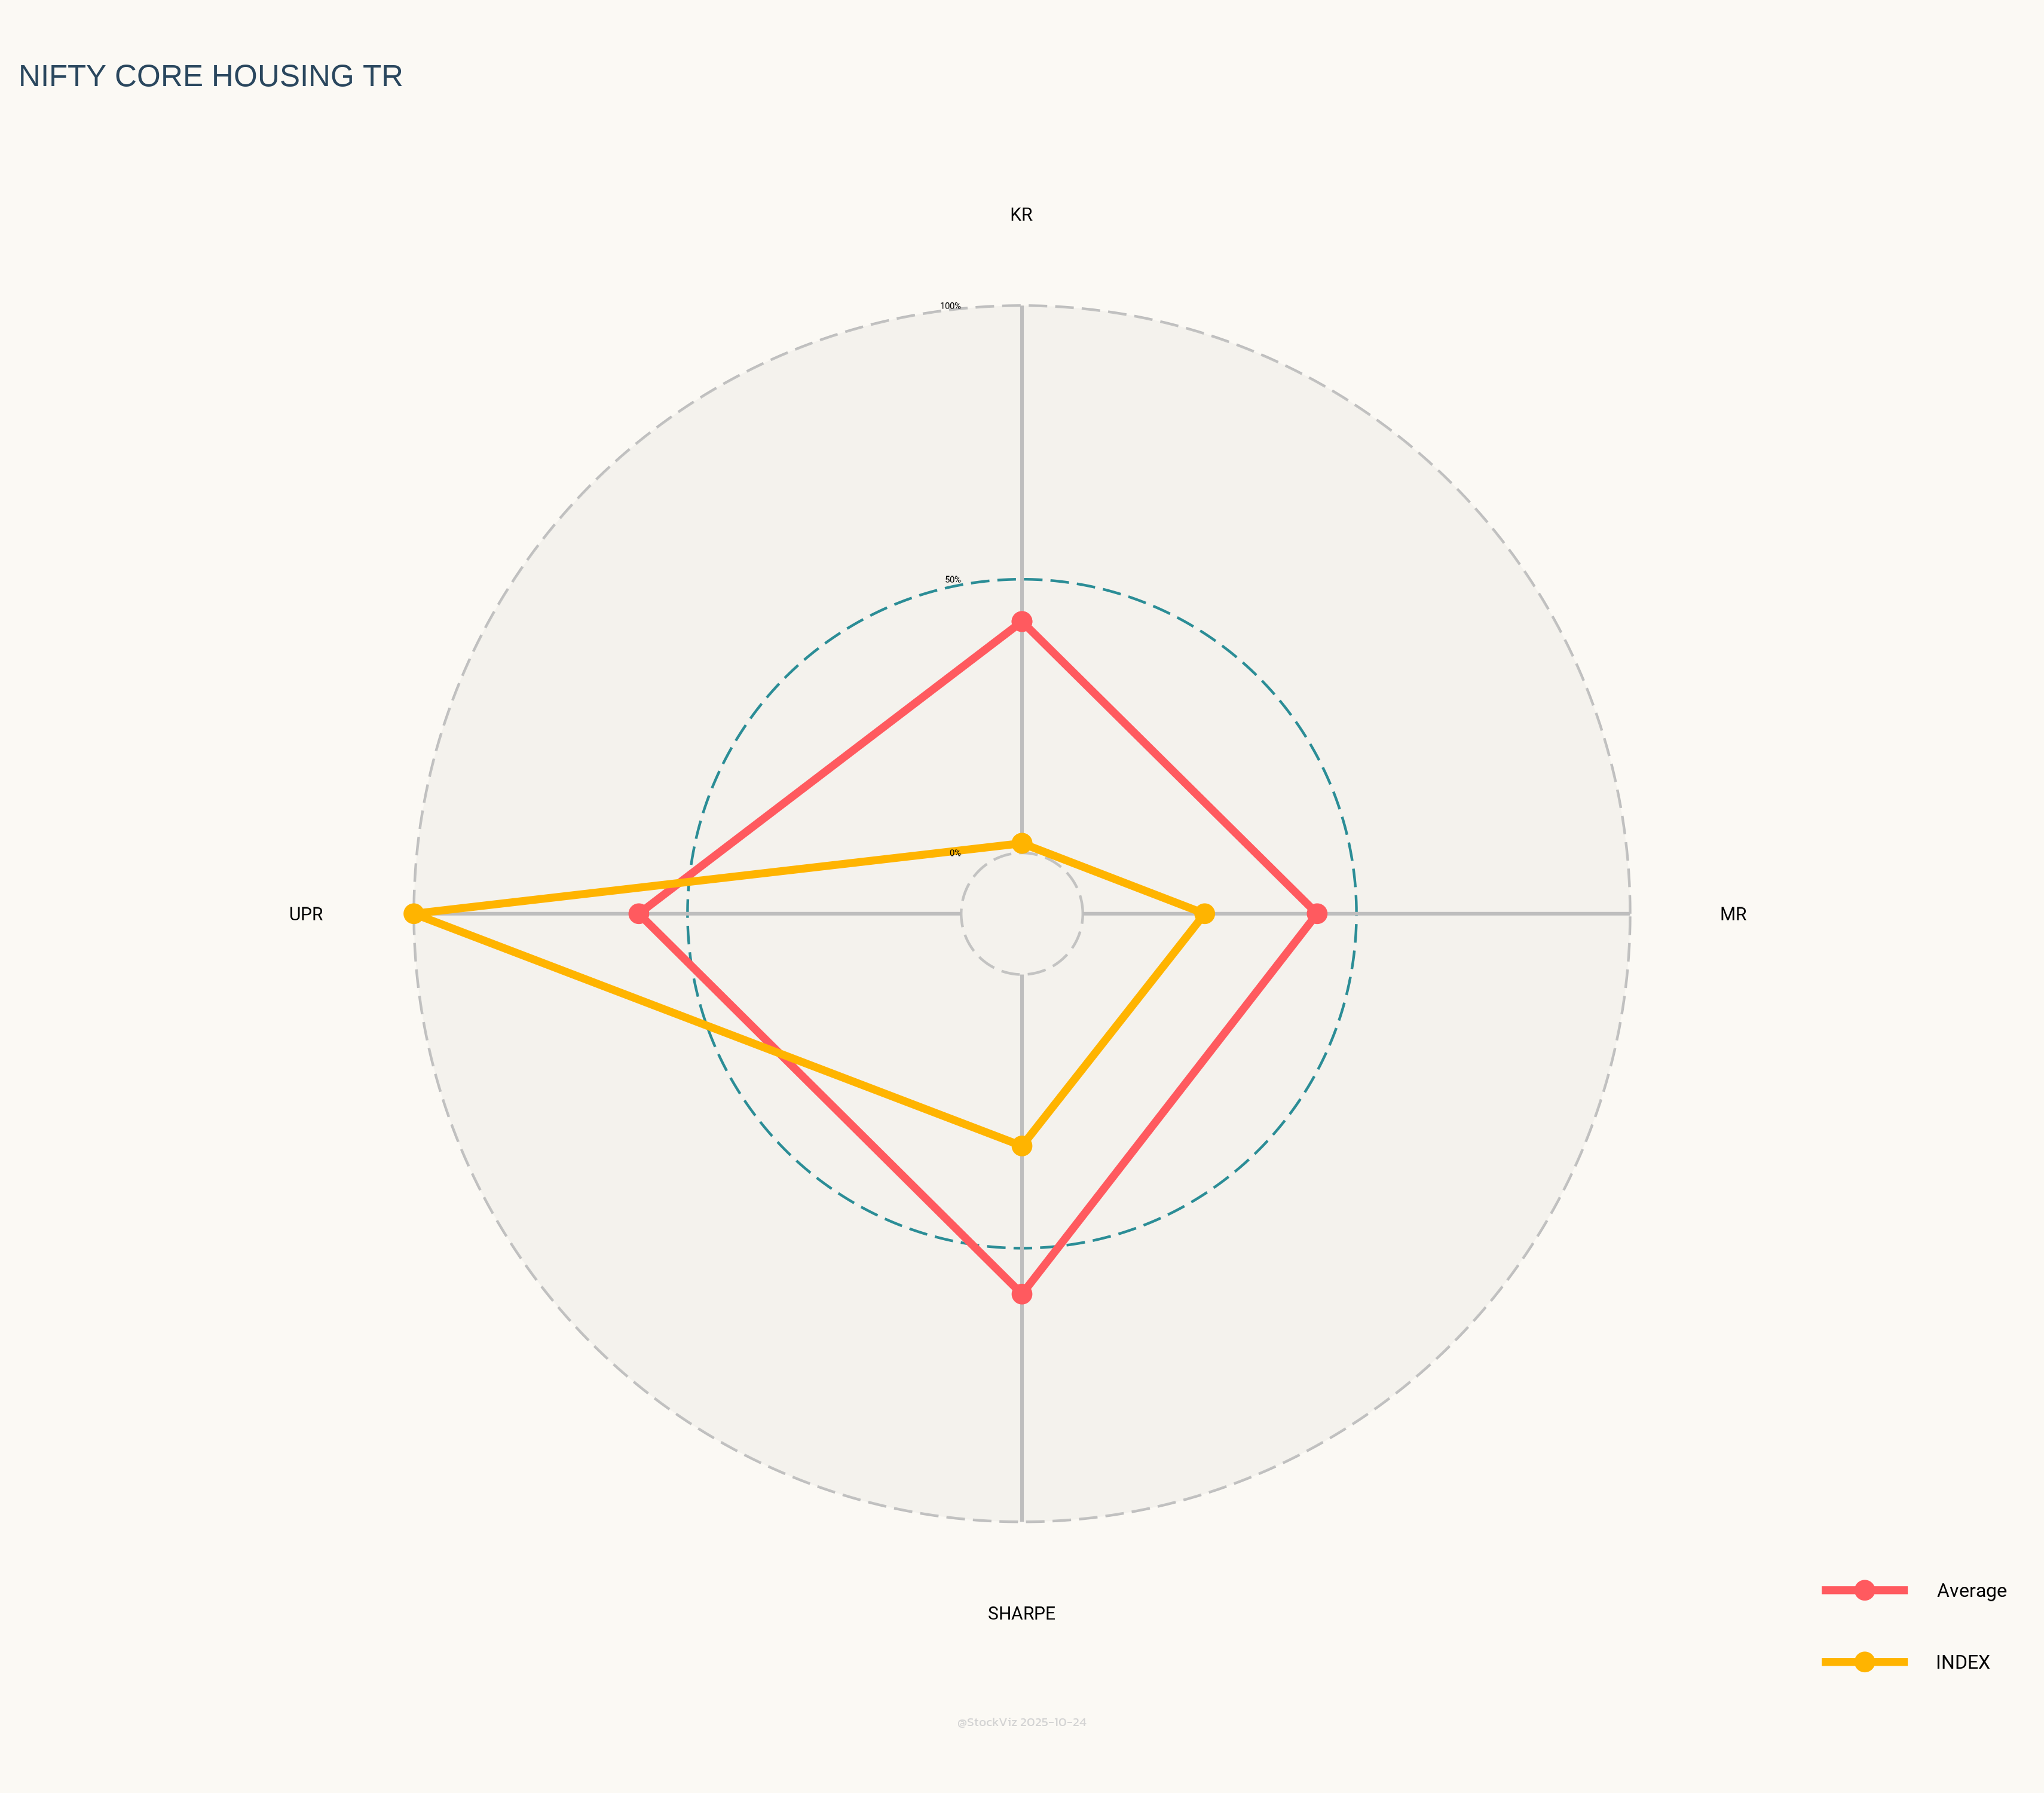 NIFTY CORE HOUSING TR
KR
100%
50%
0%
UPR
MR
SHARPE
Average
INDEX
@StockViz 2025-10-24